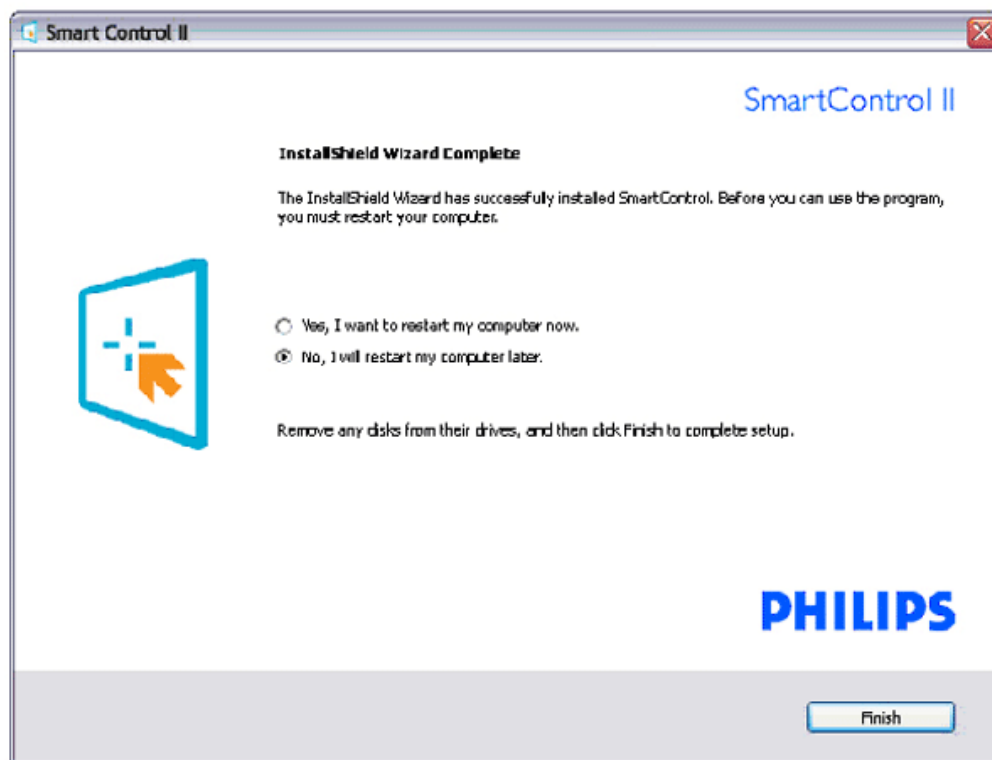 Smart Control II
SmartControl II
InstallShield Wizard Complete
The InstallShield Wizard has successfully installed SmartControl. Before you can use the program,
you must restart your computer.
Yes, I want to restart my computer now.
No, I will restart my computer later.
Remove any disks from their drives, and then click Finish to complete setup.
PHILIPS
Finish